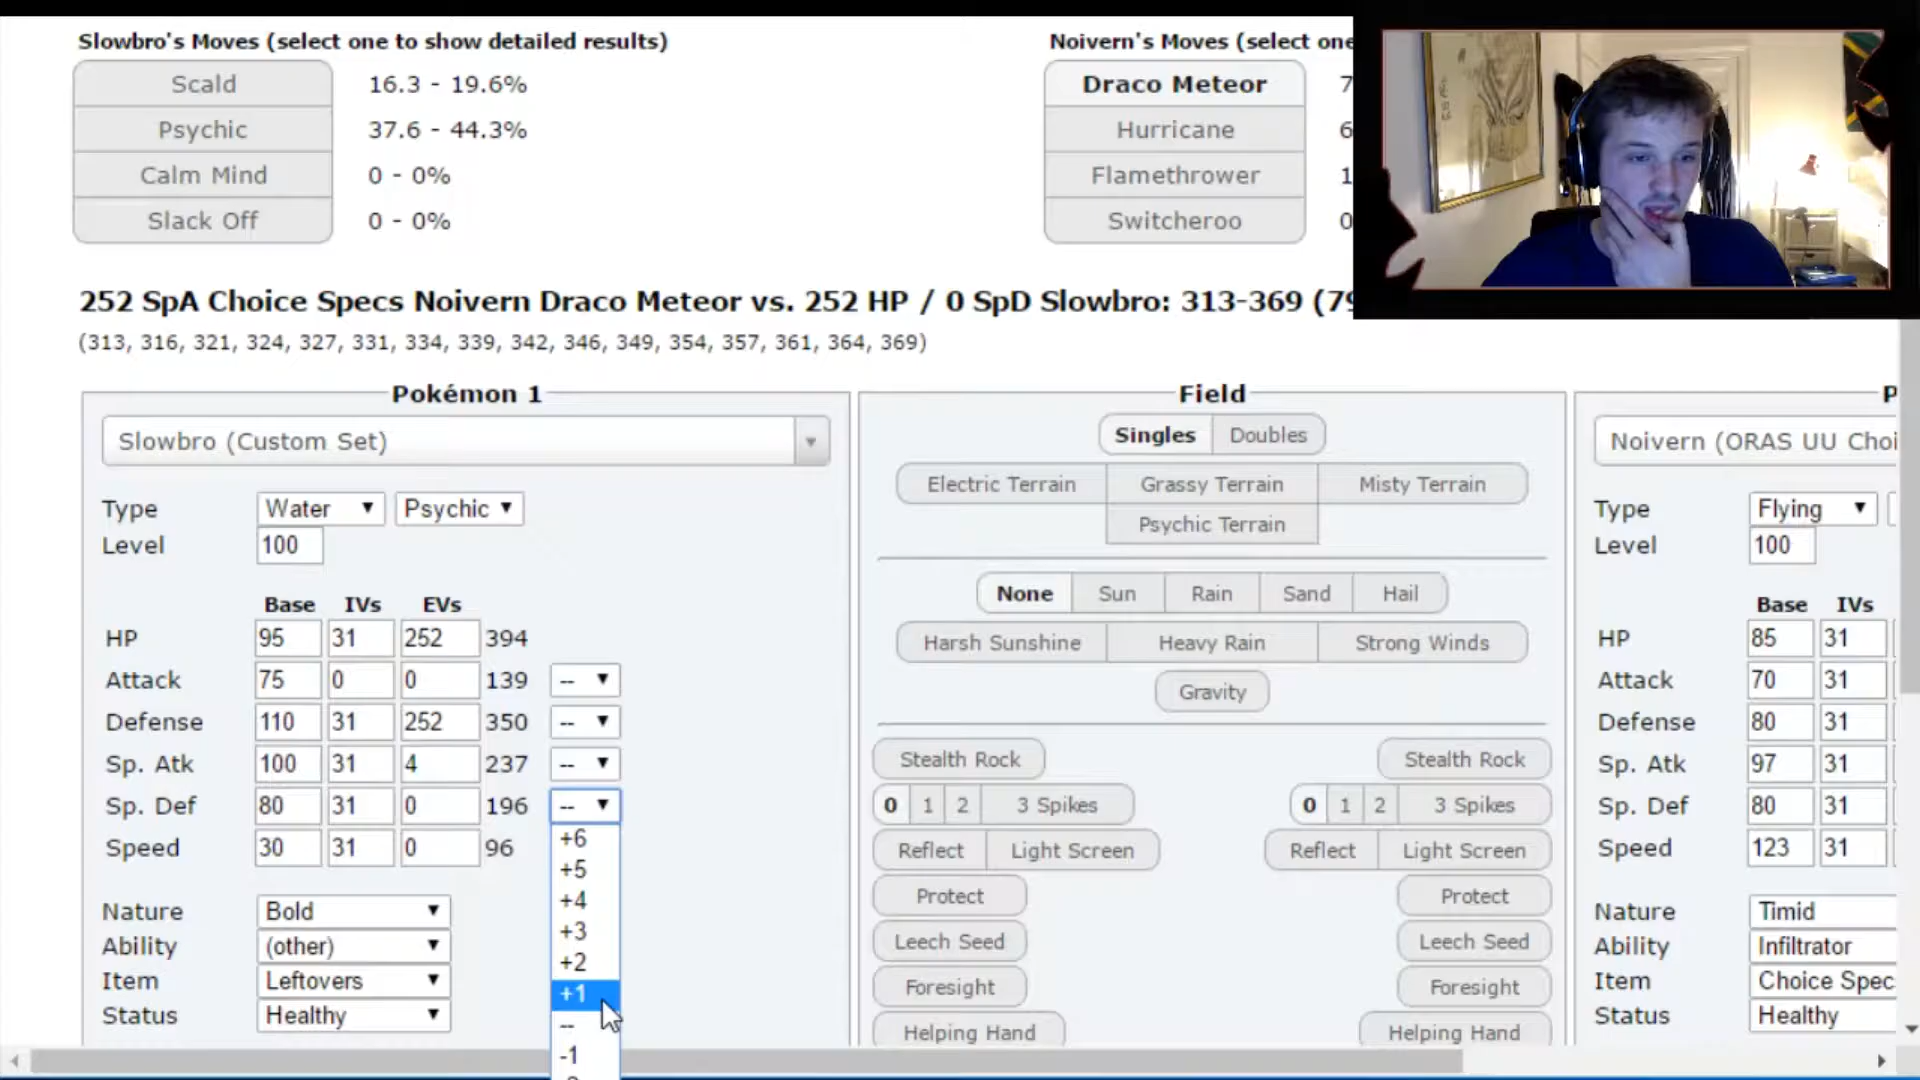 Slowbro's Moves (select one to show detailed results)
Noivern's Moves (select one
Scald 16.3 - 19.6%
Psychic 37.6 - 44.3%
Calm Mind 0 - 0%
Slack Off 0 - 0%
Draco Meteor 7
Hurricane 6
Flamethrower 1
Switcheroo 0
252 SpA Choice Specs Noivern Draco Meteor vs. 252 HP / 0 SpD Slowbro: 313-369 (79
(313, 316, 321, 324, 327, 331, 334, 339, 342, 346, 349, 354, 357, 361, 364, 369)
Pokémon 1
Slowbro (Custom Set)
Type Water Psychic
Level 100
Base IVs EVs
HP 95 31 252 394
Attack 75 0 0 139 --
Defense 110 31 252 350 --
Sp. Atk 100 31 4 237 --
Sp. Def 80 31 0 196 --
Speed 30 31 0 96
+6
+5
+4
+3
+2
+1
--
-1
Nature Bold
Ability (other)
Item Leftovers
Status Healthy
Field
Singles Doubles
Electric Terrain Grassy Terrain Misty Terrain
Psychic Terrain
None Sun Rain Sand Hail
Harsh Sunshine Heavy Rain Strong Winds
Gravity
Stealth Rock Stealth Rock
0 1 2 3 Spikes 0 1 2 3 Spikes
Reflect Light Screen Reflect Light Screen
Protect Protect
Leech Seed Leech Seed
Foresight Foresight
Helping Hand Helping Hand
P
Noivern (ORAS UU Choi
Type Flying
Level 100
Base IVs
HP 85 31
Attack 70 31
Defense 80 31
Sp. Atk 97 31
Sp. Def 80 31
Speed 123 31
Nature Timid
Ability Infiltrator
Item Choice Spec
Status Healthy